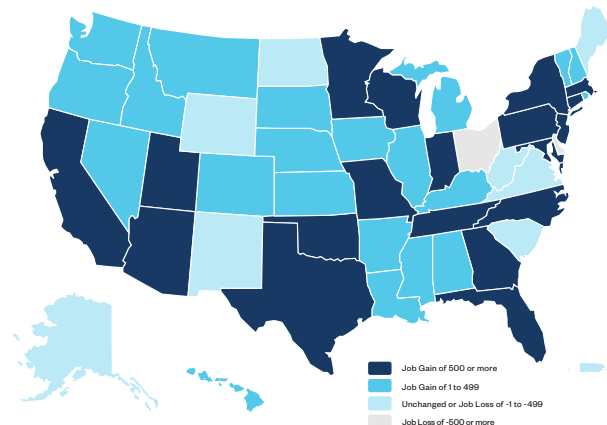 Job Gain of 500 or more
Job Gain of 1 to 499
Unchanged or Job Loss of -1 to -499
Job Loss of -500 or more